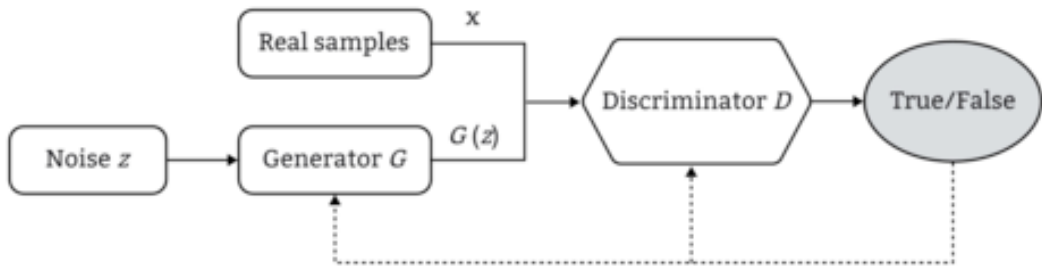 Real samples
x
Discriminator D
True/False
Noise z
Generator G
G (z)